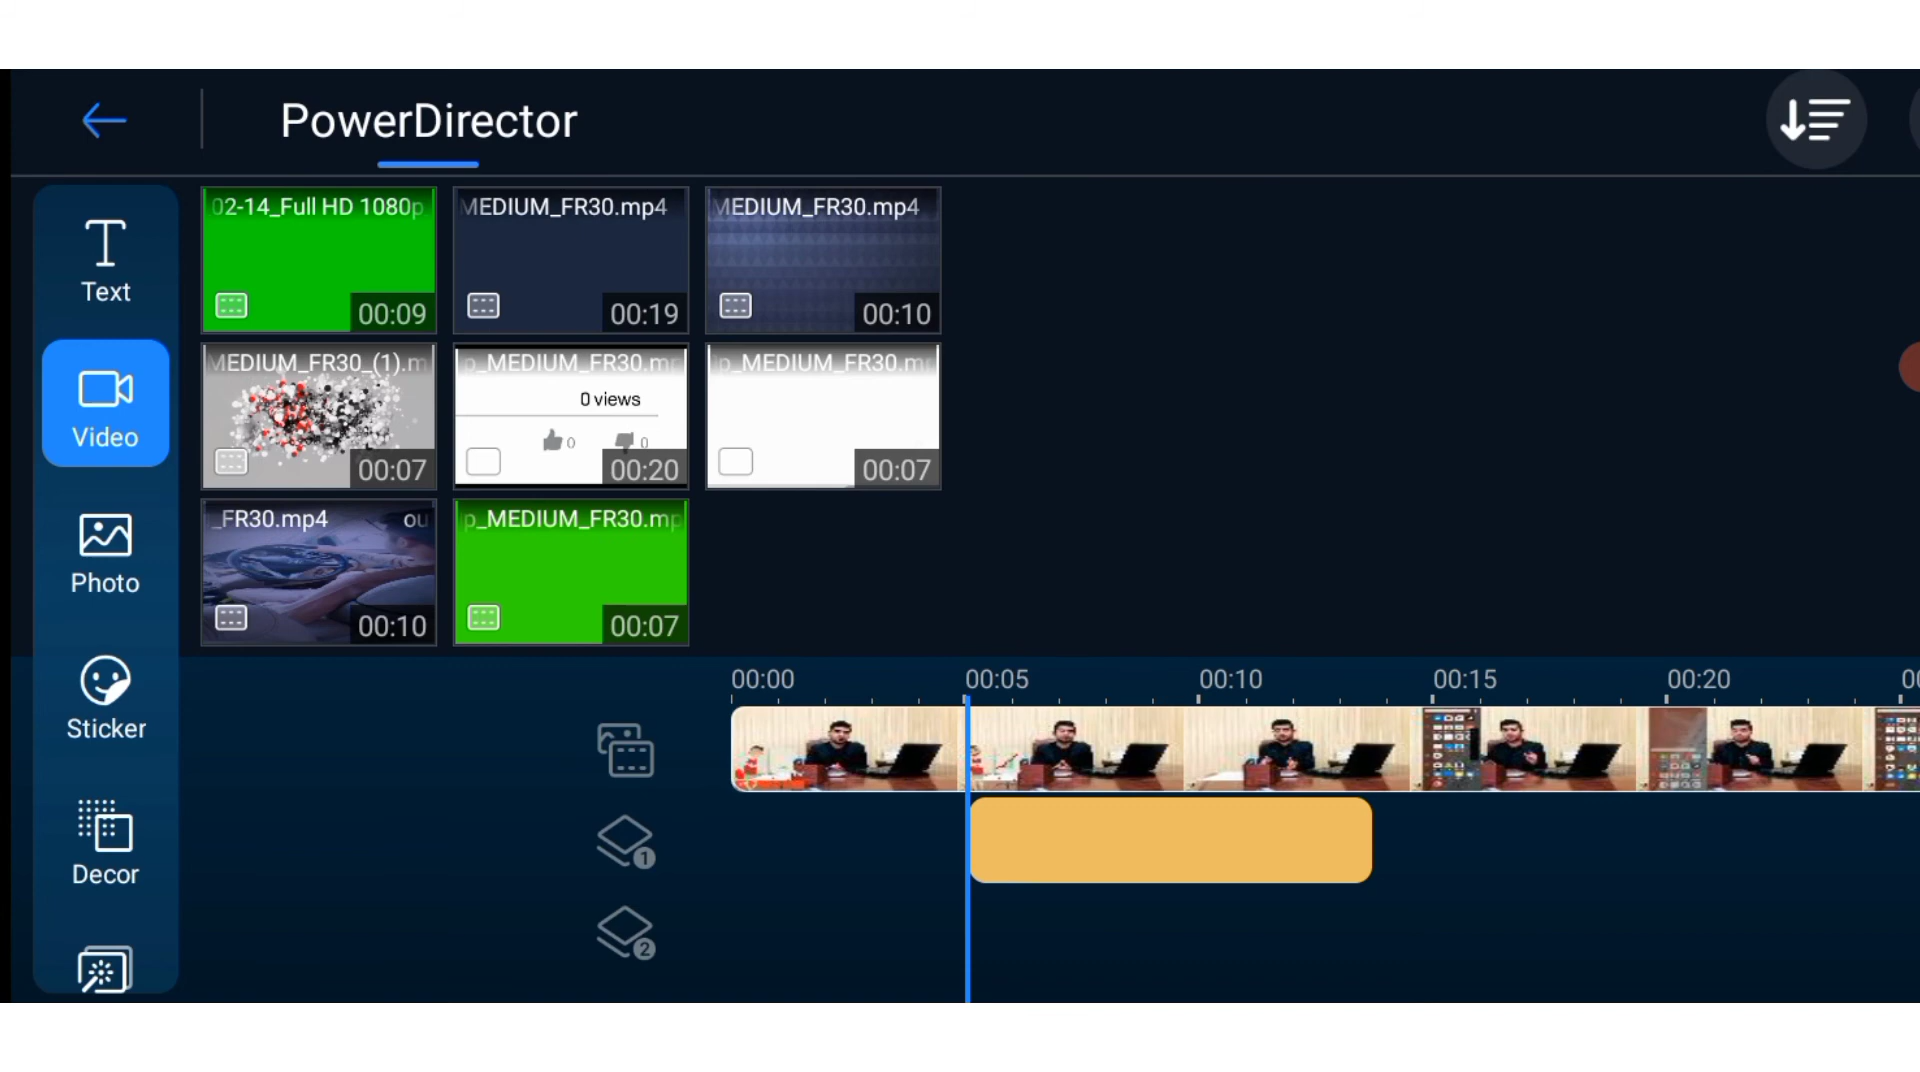 PowerDirector
Text
Video
Photo
Sticker
Decor
02-14_Full HD 1080p
00:09
MEDIUM_FR30.mp4
00:19
MEDIUM_FR30.mp4
00:10
MEDIUM_FR30_(1).m
00:07
p_MEDIUM_FR30.m
0 views
0
0
00:20
p_MEDIUM_FR30.m
00:07
_FR30.mp4 ou
00:10
p_MEDIUM_FR30.mp
00:07
00:00 00:05 00:10 00:15 00:20
1
2